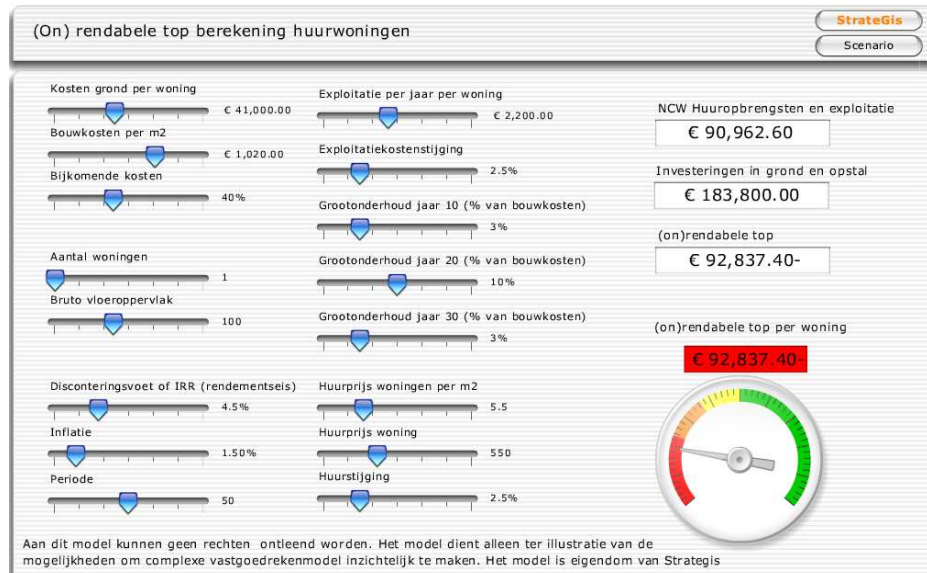 (On) rendabele top berekening huurwoningen
StrateGis
Scenario
Kosten grond per woning
€ 41,000.00
Bouwkosten per m2
€ 1,020.00
Bijkomende kosten
40%
Aantal woningen
1
Bruto vloeroppervlak
100
Disconteringsvoet of IRR (rendementseis)
4.5%
Inflatie
1.50%
Periode
50
Exploitatie per jaar per woning
€ 2,200.00
Exploitatiekostenstijging
2.5%
Grootonderhoud jaar 10 (% van bouwkosten)
3%
Grootonderhoud jaar 20 (% van bouwkosten)
10%
Grootonderhoud jaar 30 (% van bouwkosten)
3%
Huurprijs woningen per m2
5.5
Huurprijs woning
550
Huurstijging
2.5%
NCW Huuropbrengsten en exploitatie
€ 90,962.60
Investeringen in grond en opstal
€ 183,800.00
(on)rendabele top
€ 92,837.40-
(on)rendabele top per woning
€ 92,837.40-
Aan dit model kunnen geen rechten ontleend worden. Het model dient alleen ter illustratie van de
mogelijkheden om complexe vastgoedrekenmodel inzichtelijk te maken. Het model is eigendom van Strategis